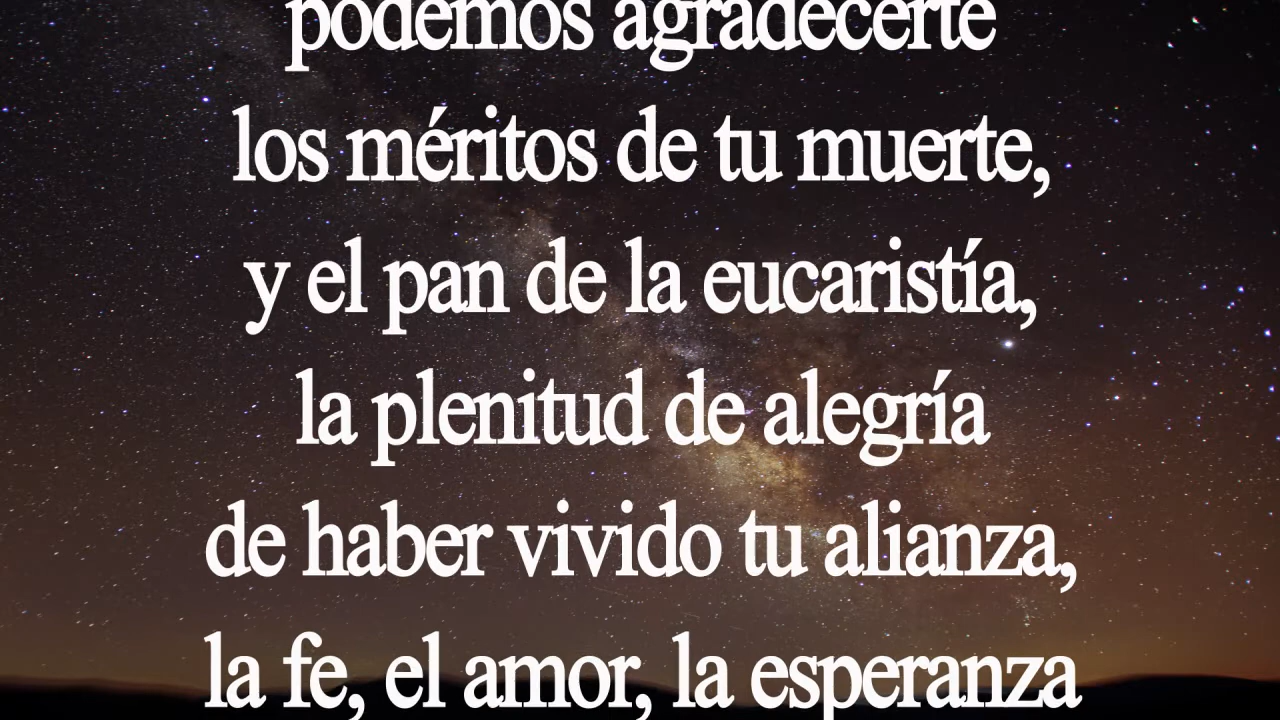 podemos agradecerte
los méritos de tu muerte,
y el pan de la eucaristía,
la plenitud de alegría
de haber vivido tu alianza,
la fe, el amor, la esperanza